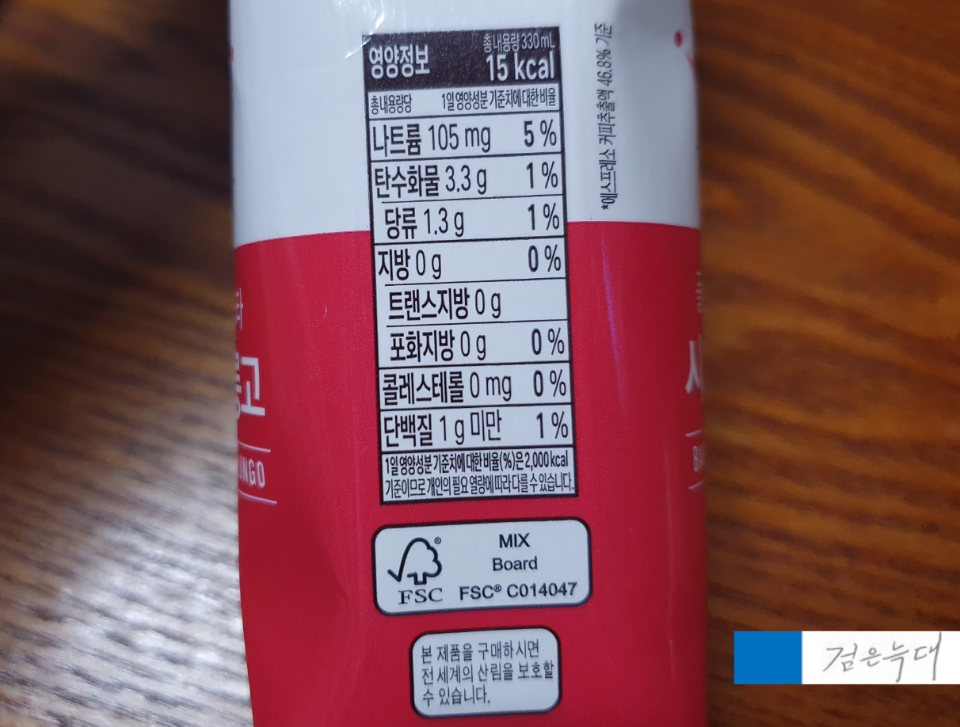 영양정보
총 내용량 330 mL
15 kcal
총 내용량당 1일 영양성분 기준치에 대한 비율
나트륨 105 mg 5 %
탄수화물 3.3 g 1 %
당류 1.3 g 1 %
지방 0 g 0 %
트랜스지방 0 g
포화지방 0 g 0 %
콜레스테롤 0 mg 0 %
단백질 1 g 미만 1 %
1일 영양성분 기준치에 대한 비율(%)은 2,000 kcal
기준이므로 개인의 필요 열량에 따라 다를 수 있습니다.
*에스프레소 커피추출액 46.8% 기준
MIX
Board
FSC® C014047
FSC
본 제품을 구매하시면
전 세계의 산림을 보호할
수 있습니다.
검은늑대